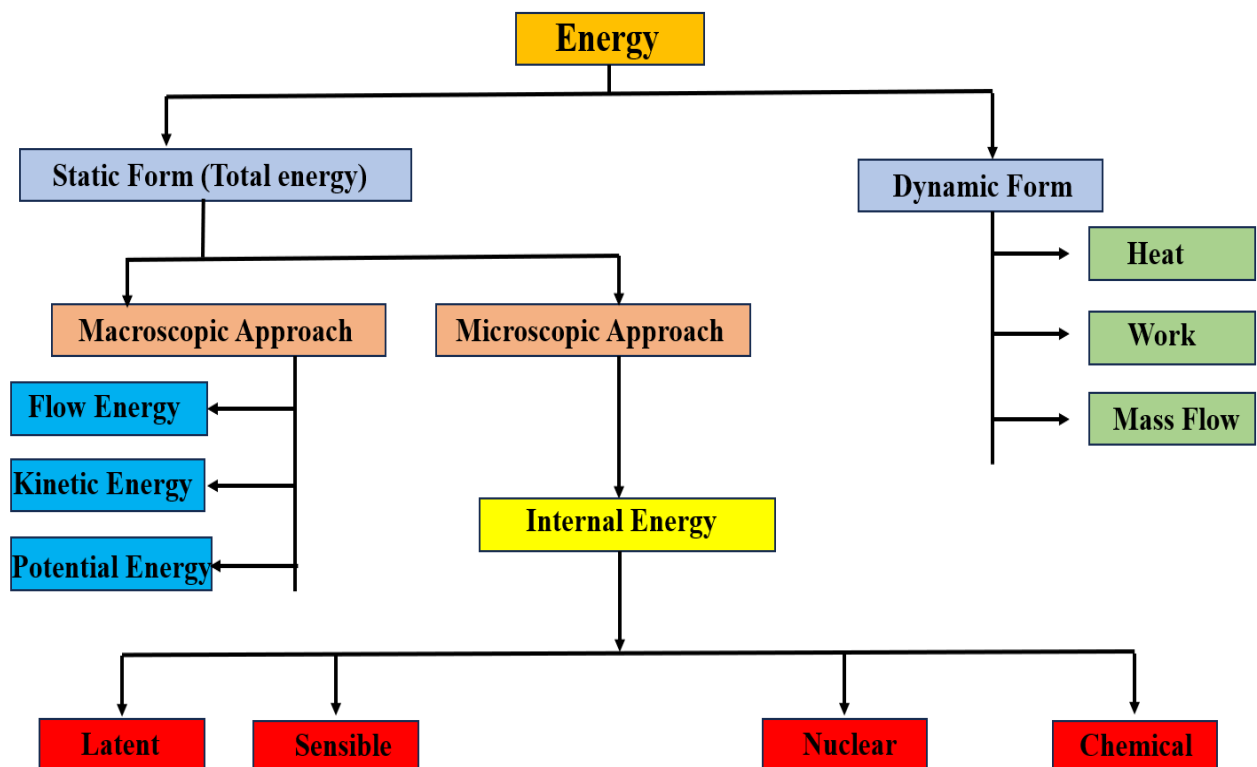 Energy
Static Form (Total energy)
Dynamic Form
Heat
Macroscopic Approach
Microscopic Approach
Work
Flow Energy
Mass Flow
Kinetic Energy
Internal Energy
Potential Energy
Latent
Sensible
Nuclear
Chemical